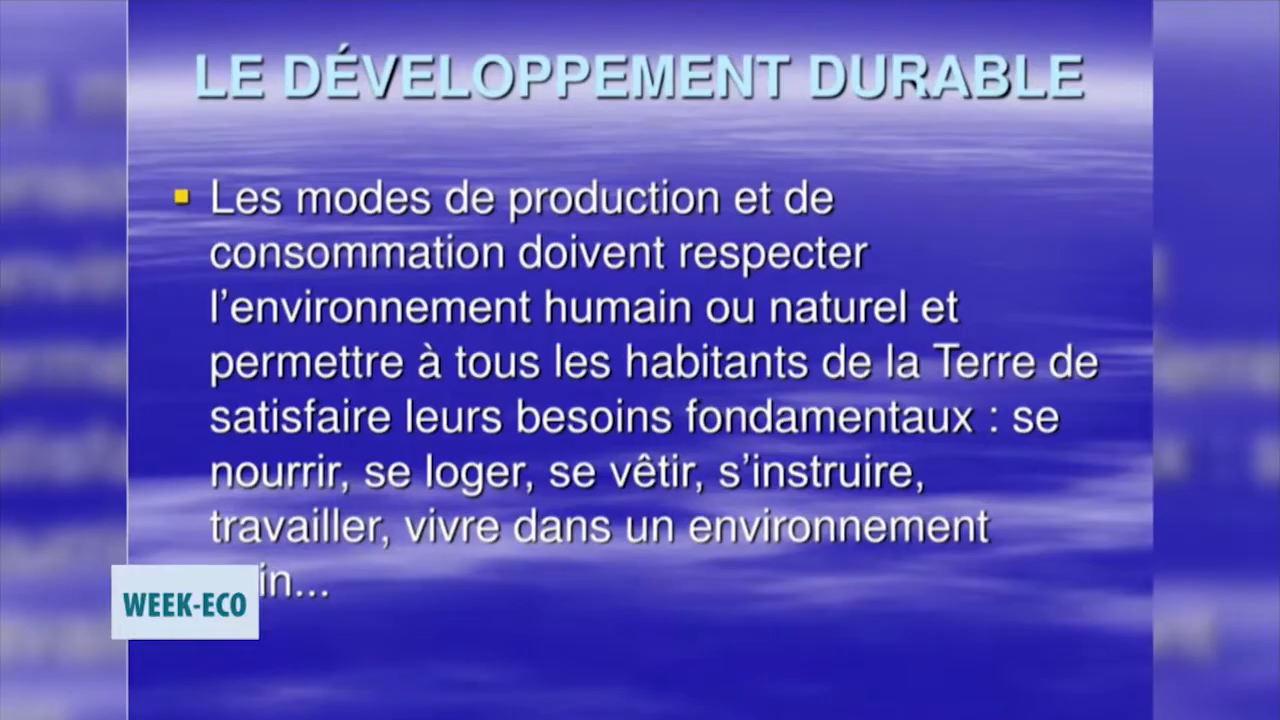 LE DÉVELOPPEMENT DURABLE
▪ Les modes de production et de
consommation doivent respecter
l’environnement humain ou naturel et
permettre à tous les habitants de la Terre de
satisfaire leurs besoins fondamentaux : se
nourrir, se loger, se vêtir, s’instruire,
travailler, vivre dans un environnement
WEEK-ECO